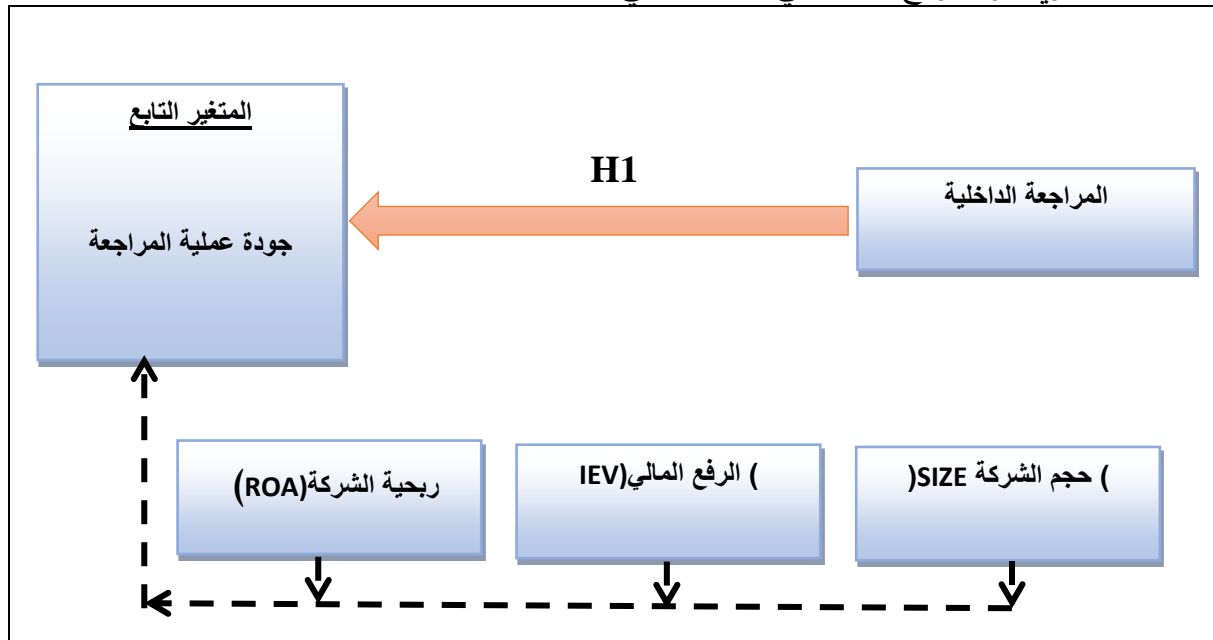 المتغير التابع
جودة عملية المراجعة
H1
المراجعة الداخلية
ربحية الشركة(ROA)
) الرفع المالي(IEV
) حجم الشركة SIZE(